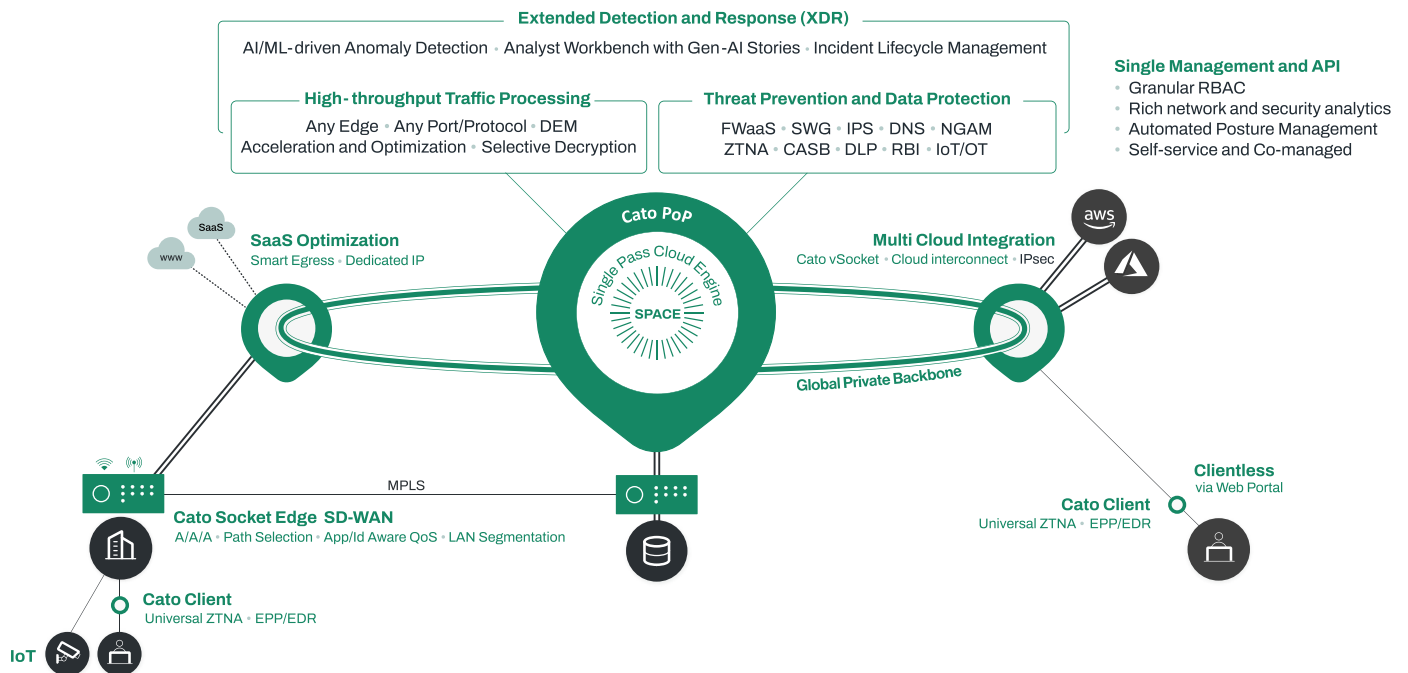 Extended Detection and Response (XDR)
AI/ML-driven Anomaly Detection • Analyst Workbench with Gen-AI Stories • Incident Lifecycle Management
High-throughput Traffic Processing
Any Edge • Any Port/Protocol • DEM
Acceleration and Optimization • Selective Decryption
Threat Prevention and Data Protection
FWaaS • SWG • IPS • DNS • NGAM
ZTNA • CASB • DLP • RBI • IoT/OT
Single Management and API
• Granular RBAC
• Rich network and security analytics
• Automated Posture Management
• Self-service and Co-managed
SaaS
www
SaaS Optimization
Smart Egress • Dedicated IP
Cato PoP
Single Pass Cloud Engine
SPACE
Multi Cloud Integration
Cato vSocket • Cloud interconnect • IPsec
aws
Global Private Backbone
MPLS
Cato Socket Edge SD-WAN
A/A/A • Path Selection • App/Id Aware QoS • LAN Segmentation
Cato Client
Universal ZTNA • EPP/EDR
IoT
Clientless
via Web Portal
Cato Client
Universal ZTNA • EPP/EDR